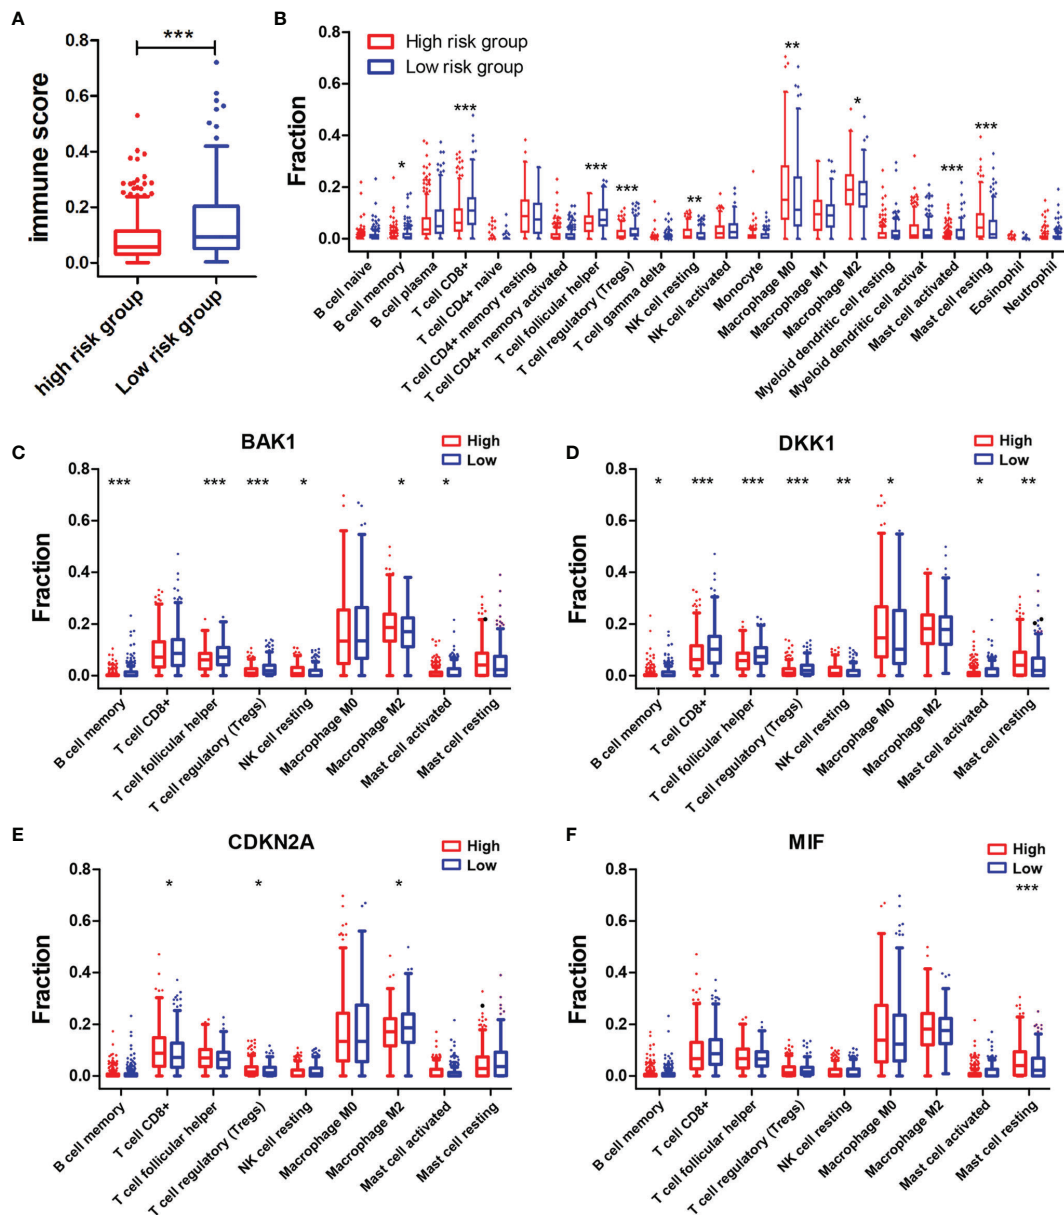 A
***
immune score
0.8
0.6
0.4
0.2
0.0
high risk group
Low risk group
B
High risk group
Low risk group
Fraction
0.8
0.6
0.4
0.2
0.0
*
***
***
***
**
**
*
***
***
B cell naive
B cell memory
B cell plasma
T cell CD8+
T cell CD4+ naive
T cell CD4+ memory resting
T cell CD4+ memory activated
T cell follicular helper
T cell regulatory (Tregs)
T cell gamma delta
NK cell resting
NK cell activated
Monocyte
Macrophage M0
Macrophage M1
Macrophage M2
Myeloid dendritic cell resting
Myeloid dendritic cell activat
Mast cell activated
Mast cell resting
Eosinophil
Neutrophil
C
BAK1
High
Low
Fraction
0.8
0.6
0.4
0.2
0.0
***
***
***
*
*
*
B cell memory
T cell CD8+
T cell follicular helper
T cell regulatory (Tregs)
NK cell resting
Macrophage M0
Macrophage M2
Mast cell activated
Mast cell resting
D
DKK1
High
Low
Fraction
0.8
0.6
0.4
0.2
0.0
*
***
***
***
**
*
*
**
B cell memory
T cell CD8+
T cell follicular helper
T cell regulatory (Tregs)
NK cell resting
Macrophage M0
Macrophage M2
Mast cell activated
Mast cell resting
E
CDKN2A
High
Low
Fraction
0.8
0.6
0.4
0.2
0.0
*
*
*
B cell memory
T cell CD8+
T cell follicular helper
T cell regulatory (Tregs)
NK cell resting
Macrophage M0
Macrophage M2
Mast cell activated
Mast cell resting
F
MIF
High
Low
Fraction
0.8
0.6
0.4
0.2
0.0
***
B cell memory
T cell CD8+
T cell follicular helper
T cell regulatory (Tregs)
NK cell resting
Macrophage M0
Macrophage M2
Mast cell activated
Mast cell resting